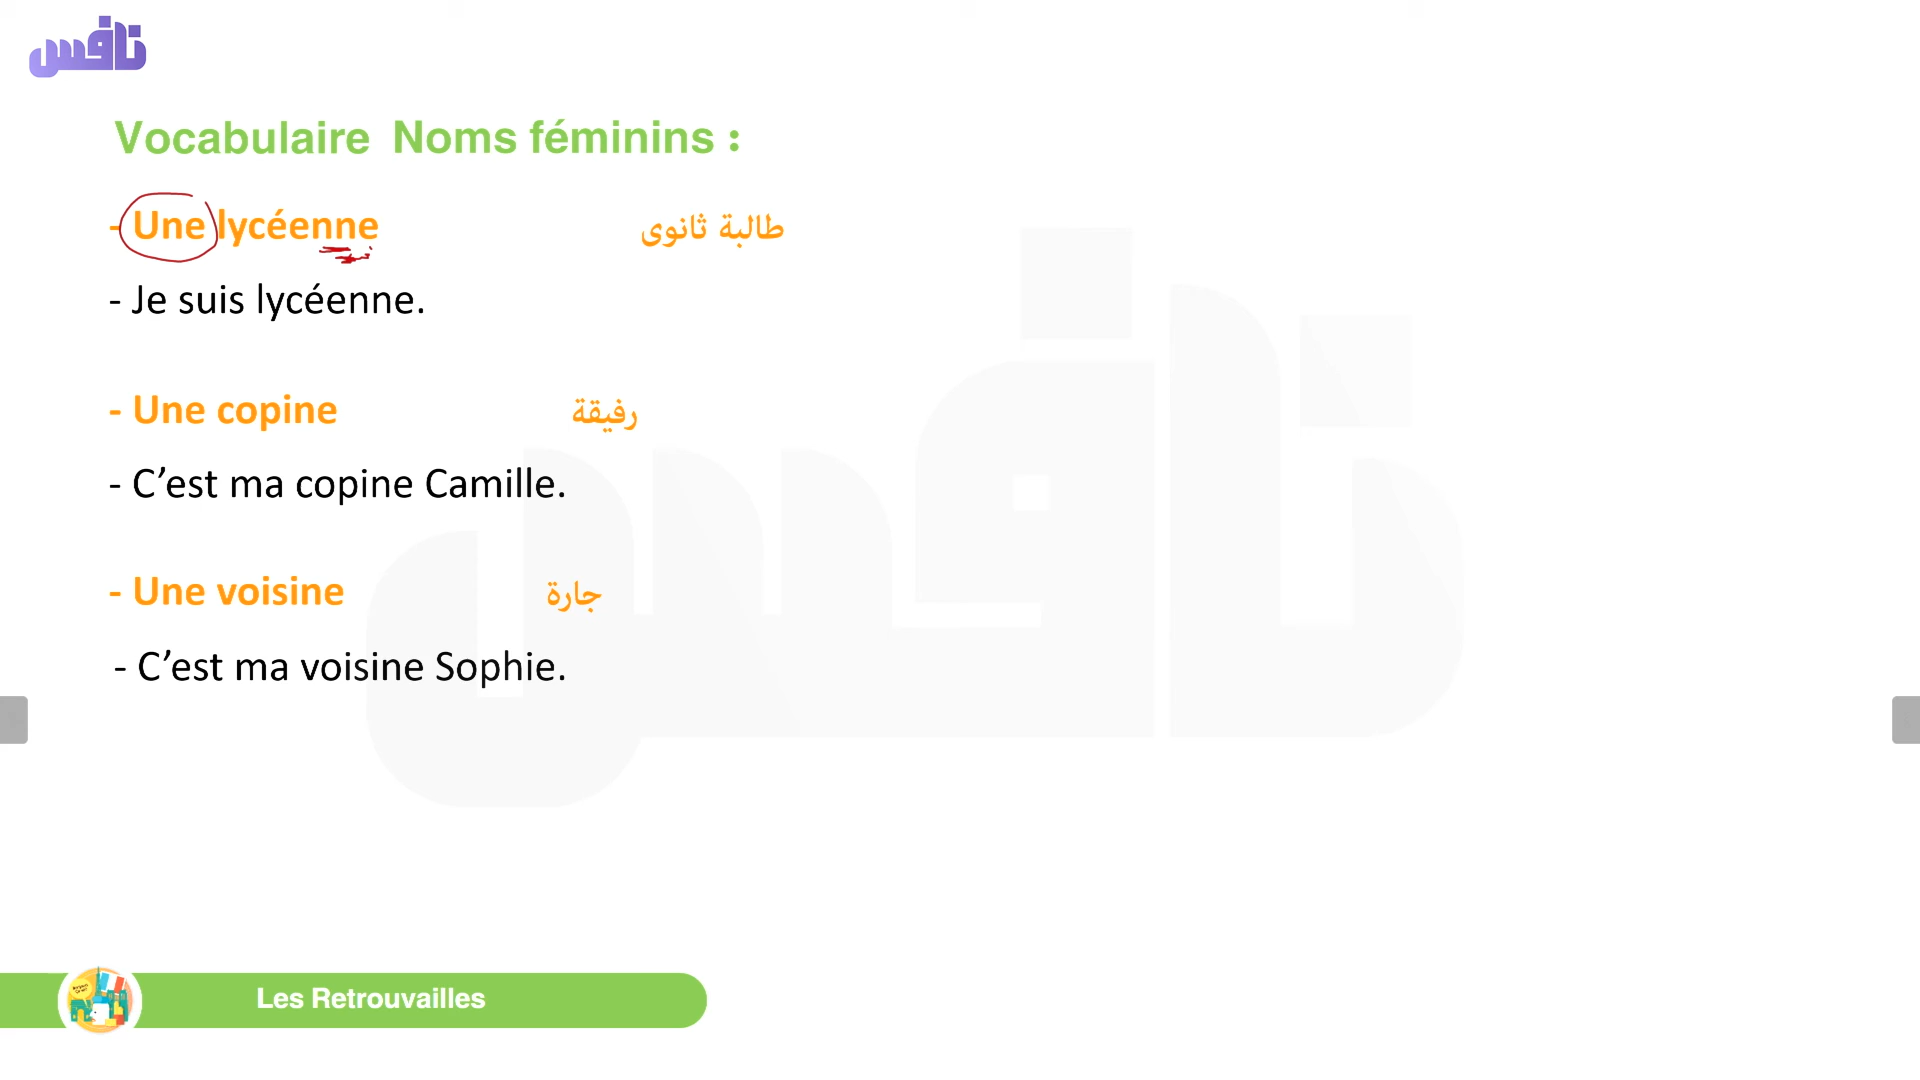 نافس
Vocabulaire Noms féminins :
- Une lycéenne طالبة ثانوى
- Je suis lycéenne.
- Une copine رفيقة
- C’est ma copine Camille.
- Une voisine جارة
- C’est ma voisine Sophie.
Les Retrouvailles